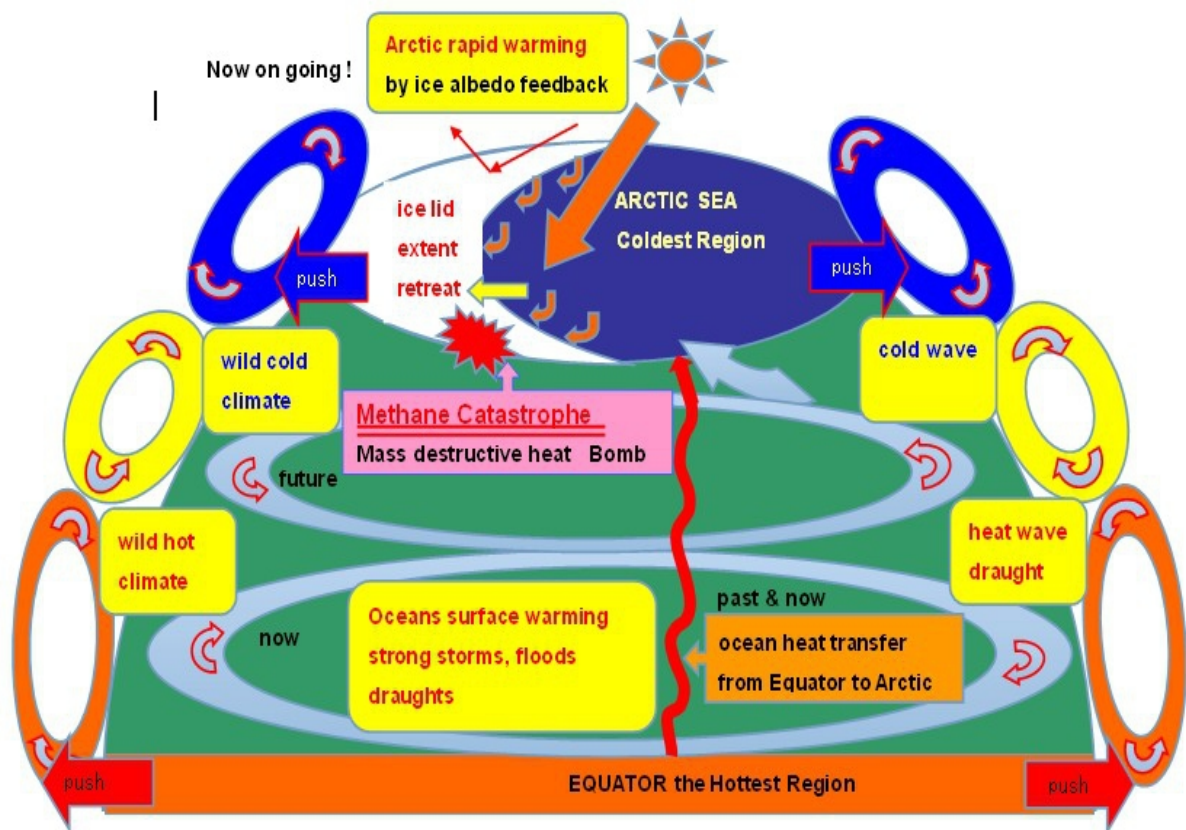 Arctic rapid warming
by ice albedo feedback
Now on going !
ARCTIC SEA
Coldest Region
ice lid
extent
retreat
push
push
wild cold
climate
cold wave
Methane Catastrophe
Mass destructive heat Bomb
future
wild hot
climate
heat wave
draught
Oceans surface warming
strong storms, floods
draughts
past & now
now
ocean heat transfer
from Equator to Arctic
push
EQUATOR the Hottest Region
push